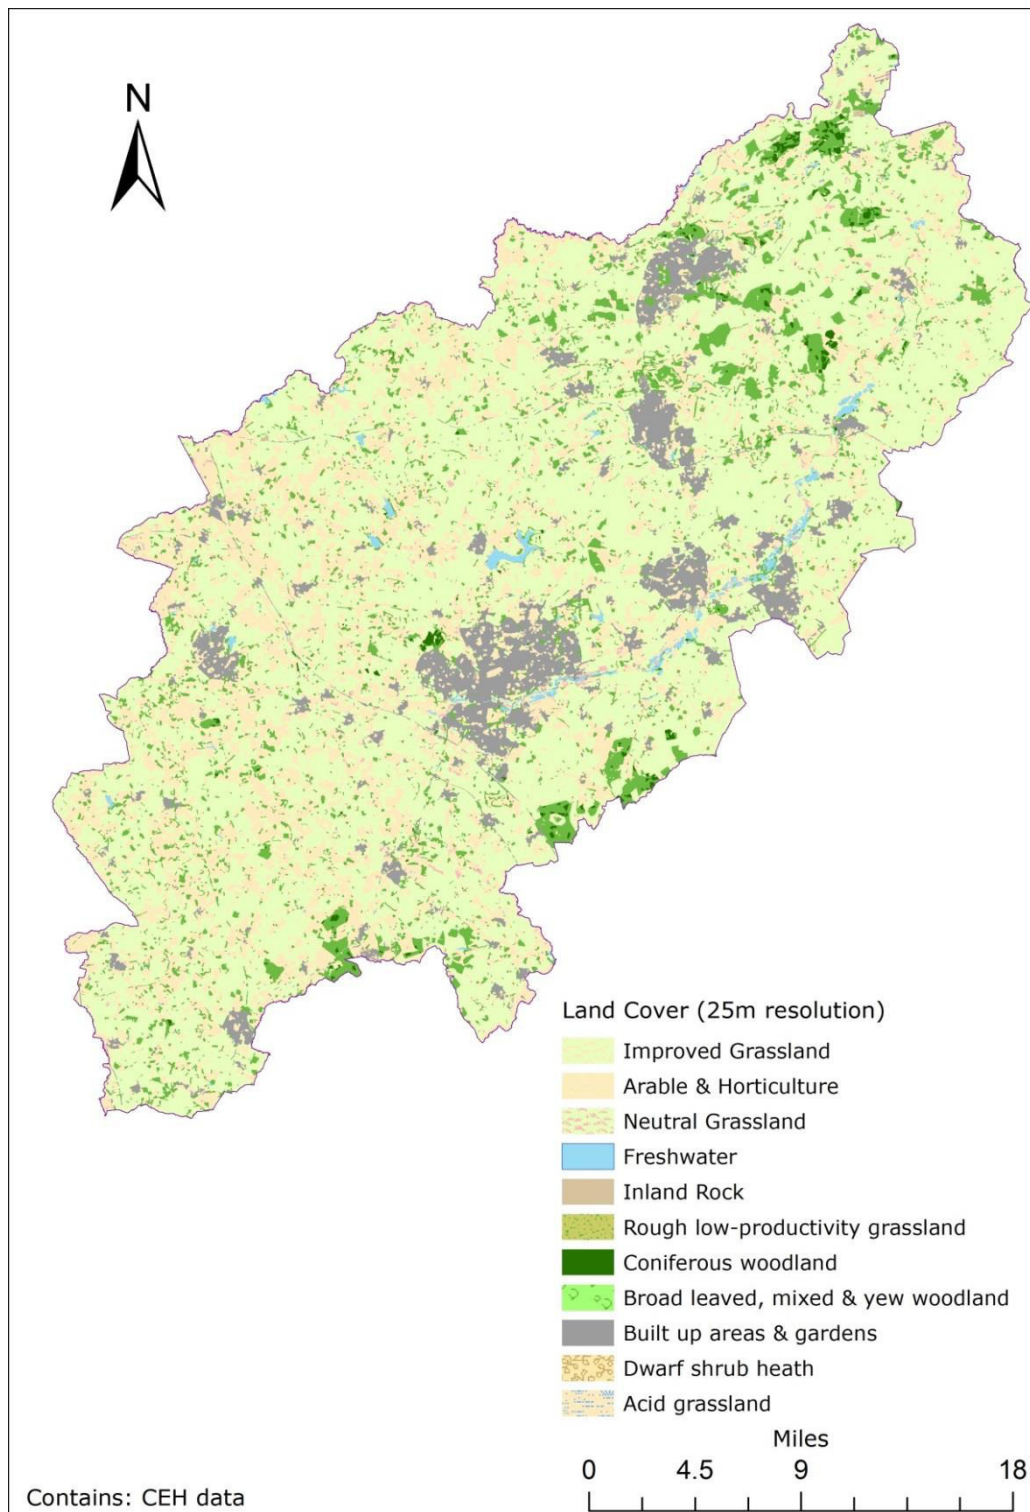 N
Land Cover (25m resolution)
Improved Grassland
Arable & Horticulture
Neutral Grassland
Freshwater
Inland Rock
Rough low-productivity grassland
Coniferous woodland
Broad leaved, mixed & yew woodland
Built up areas & gardens
Dwarf shrub heath
Acid grassland
Miles
0 4.5 9 18
Contains: CEH data